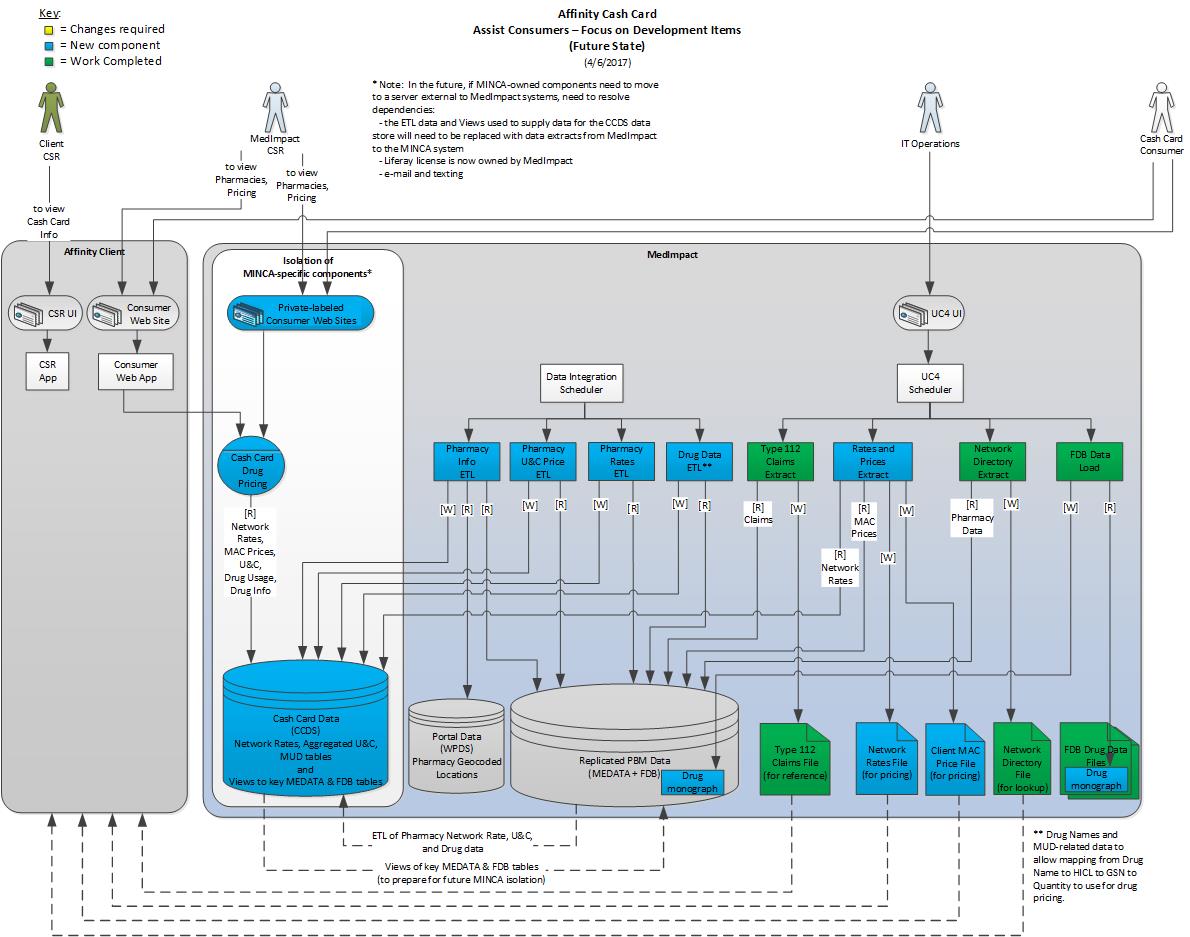 Key:
= Changes required
= New component
= Work Completed
Affinity Cash Card
Assist Consumers – Focus on Development Items
(Future State)
(4/6/2017)
* Note: In the future, if MINCA-owned components need to move
to a server external to MedImpact systems, need to resolve
dependencies:
- the ETL data and Views used to supply data for the CCDS data
store will need to be replaced with data extracts from MedImpact
to the MINCA system
- Liferay license is now owned by MedImpact
- e-mail and texting
Client
CSR
MedImpact
CSR
IT Operations
Cash Card
Consumer
to view
Cash Card
Info
to view
Pharmacies,
Pricing
to view
Pharmacies,
Pricing
Affinity Client
CSR UI
Consumer
Web Site
CSR
App
Consumer
Web App
Isolation of
MINCA-specific components*
Private-labeled
Consumer Web Sites
Cash Card
Drug
Pricing
[R]
Network
Rates,
MAC Prices,
U&C,
Drug Usage,
Drug Info
MedImpact
UC4 UI
Data Integration
Scheduler
UC4
Scheduler
Pharmacy
Info
ETL
Pharmacy
U&C Price
ETL
Pharmacy
Rates
ETL
Drug Data
ETL**
Type 112
Claims
Extract
Rates and
Prices
Extract
Network
Directory
Extract
FDB Data
Load
[W]
[R]
[R]
[W]
[R]
[W]
[R]
[W]
[R]
[R]
Claims
[W]
[R]
Network
Rates
[R]
MAC
Prices
[W]
[W]
[R]
Pharmacy
Data
[W]
[W]
[R]
Cash Card Data
(CCDS)
Network Rates, Aggregated U&C,
MUD tables
and
Views to key MEDATA & FDB tables
Portal Data
(WPDS)
Pharmacy Geocoded
Locations
Replicated PBM Data
(MEDATA + FDB)
Drug
monograph
Type 112
Claims File
(for reference)
Network
Rates File
(for pricing)
Client MAC
Price File
(for pricing)
Network
Directory
File
(for lookup)
FDB Drug Data
Files
Drug
monograph
ETL of Pharmacy Network Rate, U&C,
and Drug data
Views of key MEDATA & FDB tables
(to prepare for future MINCA isolation)
** Drug Names and
MUD-related data to
allow mapping from Drug
Name to HICL to GSN to
Quantity to use for drug
pricing.